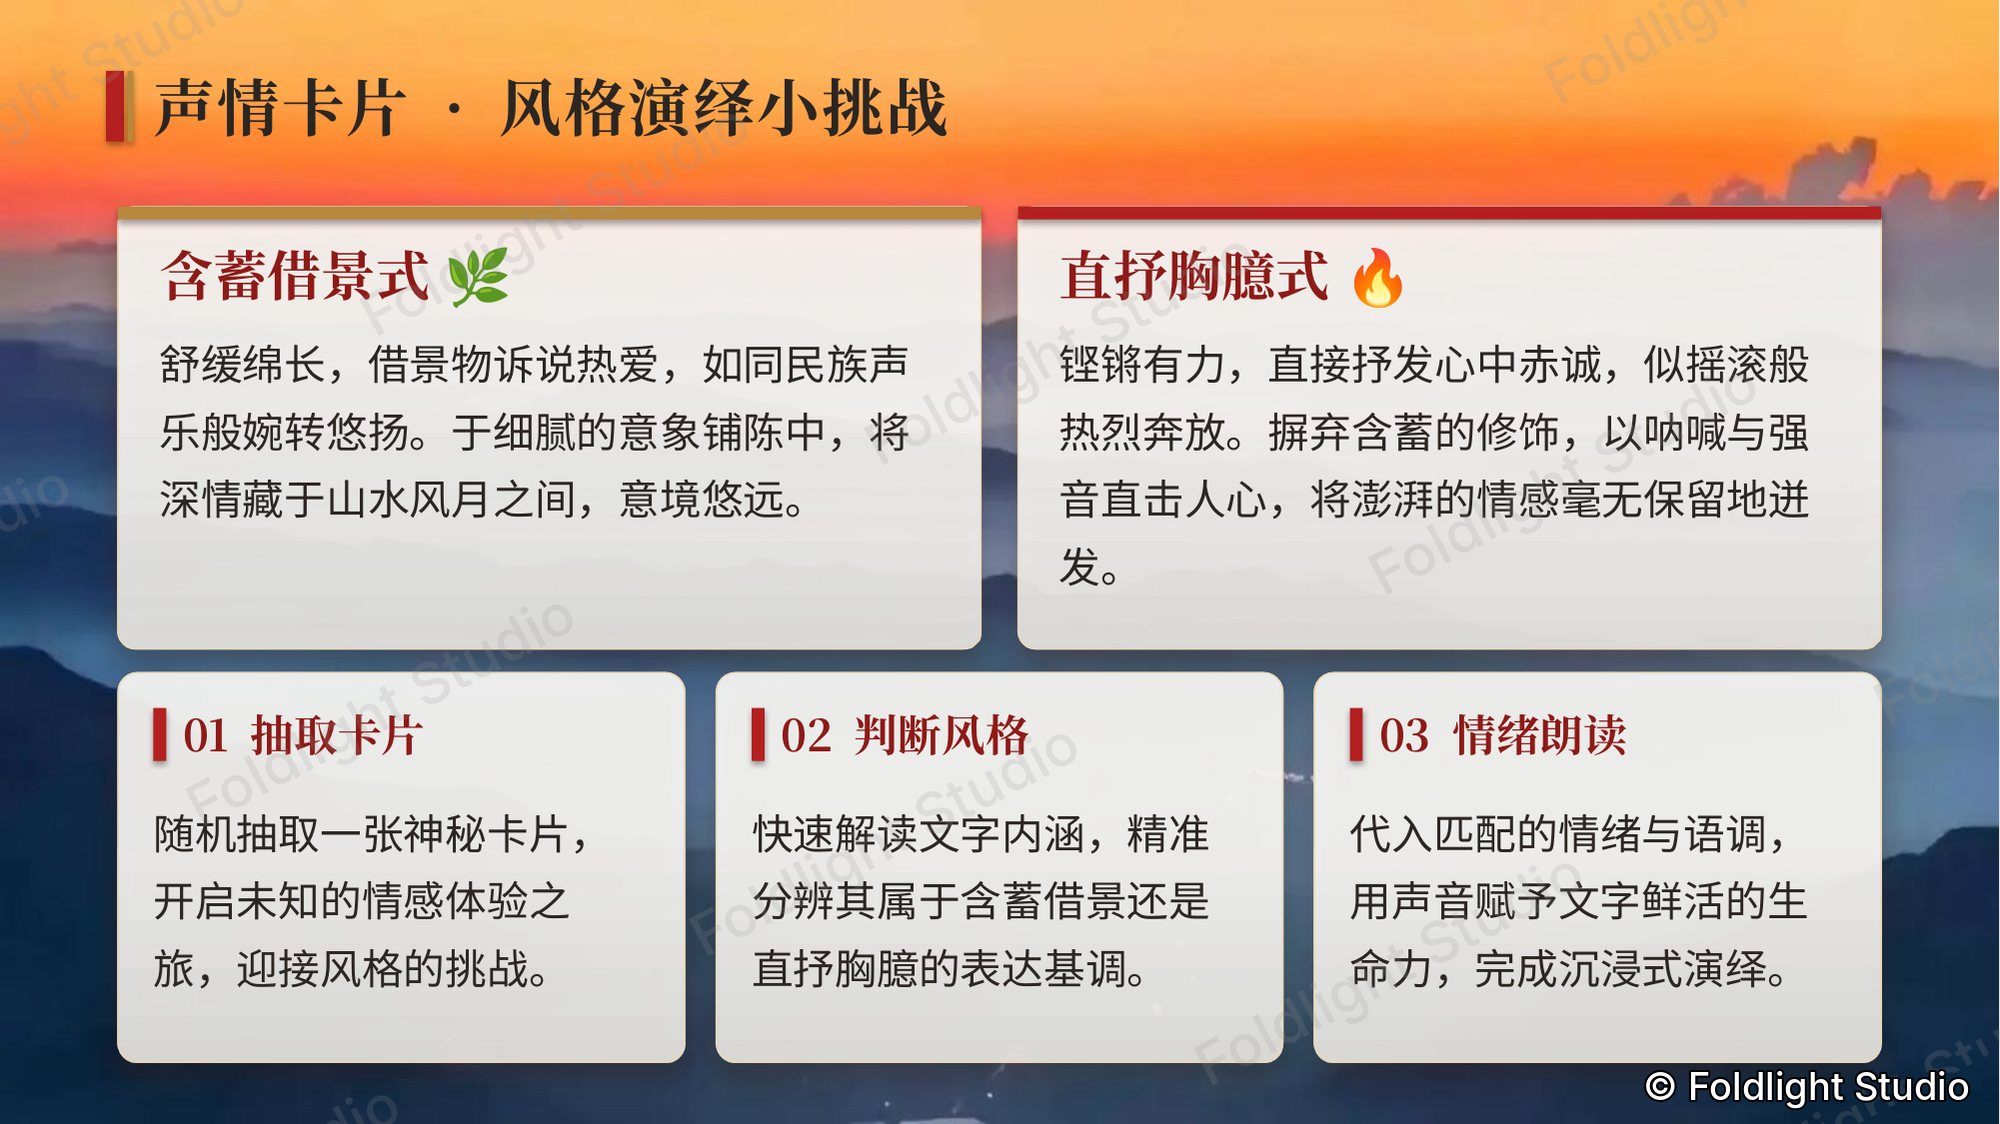 声情卡片 · 风格演绎小挑战
含蓄借景式🌿
舒缓绵长，借景物诉说热爱，如同民族声
乐般婉转悠扬。于细腻的意象铺陈中，将
深情藏于山水风月之间，意境悠远。
直抒胸臆式🔥
铿锵有力，直接抒发心中赤诚，似摇滚般
热烈奔放。摒弃含蓄的修饰，以呐喊与强
音直击人心，将澎湃的情感毫无保留地迸
发。
01 抽取卡片
随机抽取一张神秘卡片，
开启未知的情感体验之
旅，迎接风格的挑战。
02 判断风格
快速解读文字内涵，精准
分辨其属于含蓄借景还是
直抒胸臆的表达基调。
03 情绪朗读
代入匹配的情绪与语调，
用声音赋予文字鲜活的生
命力，完成沉浸式演绎。
© Foldlight Studio